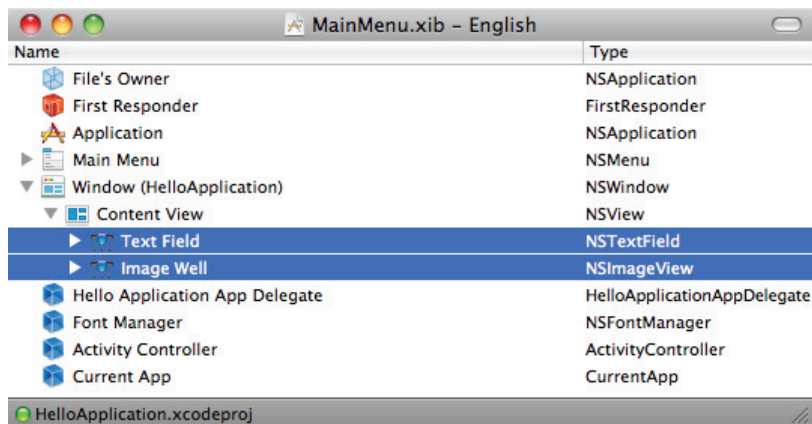 MainMenu.xib – English
Name Type
File's Owner NSApplication
First Responder FirstResponder
Application NSApplication
Main Menu NSMenu
Window (HelloApplication) NSWindow
Content View NSView
Text Field NSTextField
Image Well NSImageView
Hello Application App Delegate HelloApplicationAppDelegate
Font Manager NSFontManager
Activity Controller ActivityController
Current App CurrentApp
HelloApplication.xcodeproj